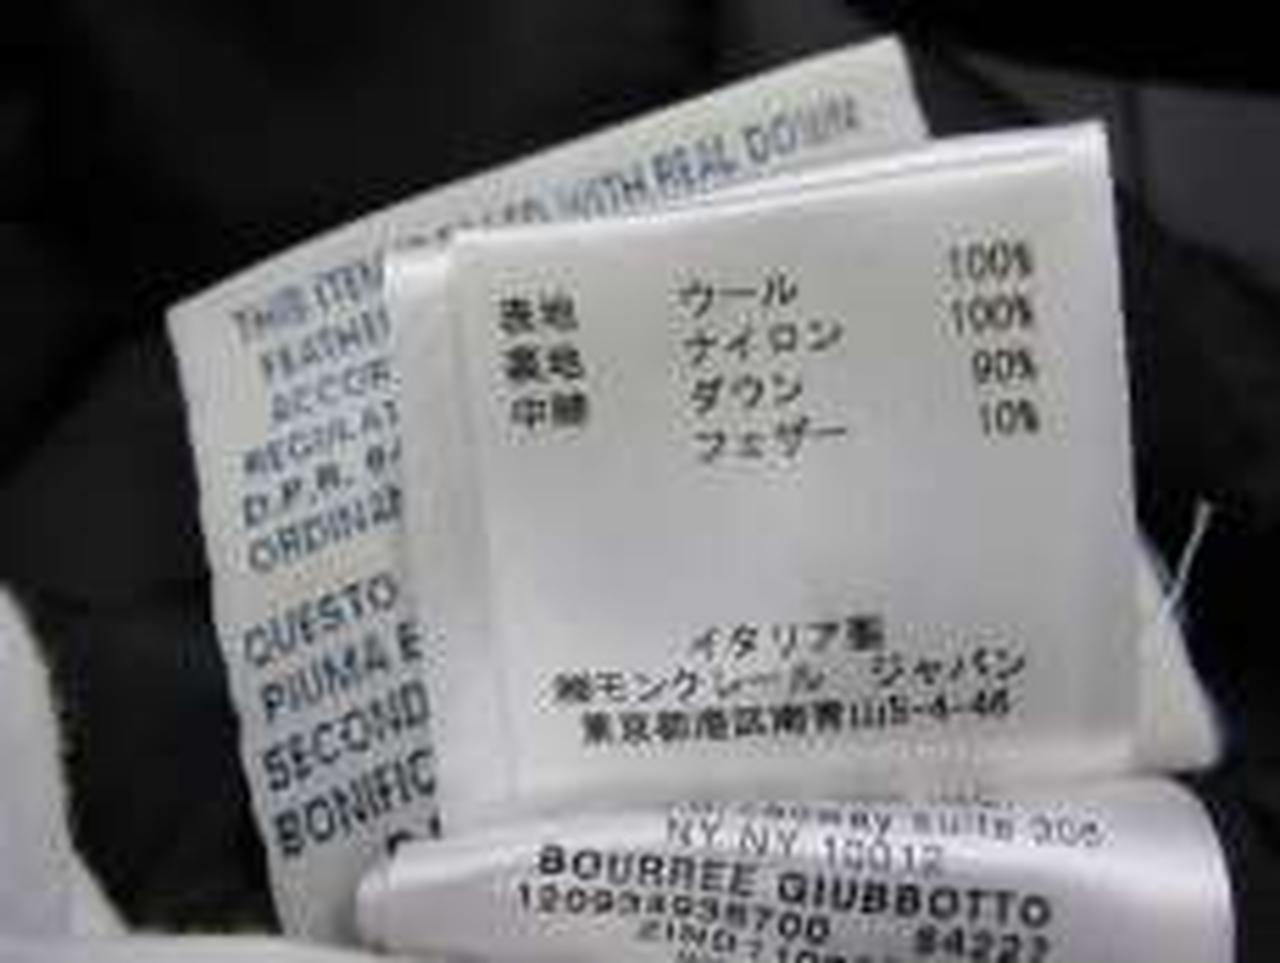 WITH REAL DOWN
THIS ITEM
FEATHE
ACCOR
REGULAT
D.P.R.
ORDINA
QUESTO
PIUMA E
SECOND
BONIFIC
表地 ウール 100%
裏地 ナイロン 100%
中綿 ダウン 90%
フェザー 10%
イタリア製
㈱モンクレール ジャパン
東京都港区南青山5-4-46
suite
NY NY 10012
BOURREE GIUBBOTTO